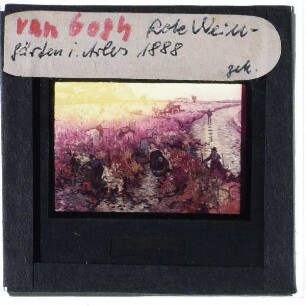 van Gogh Rote Wein-
gärten i. Arles 1888
gek.